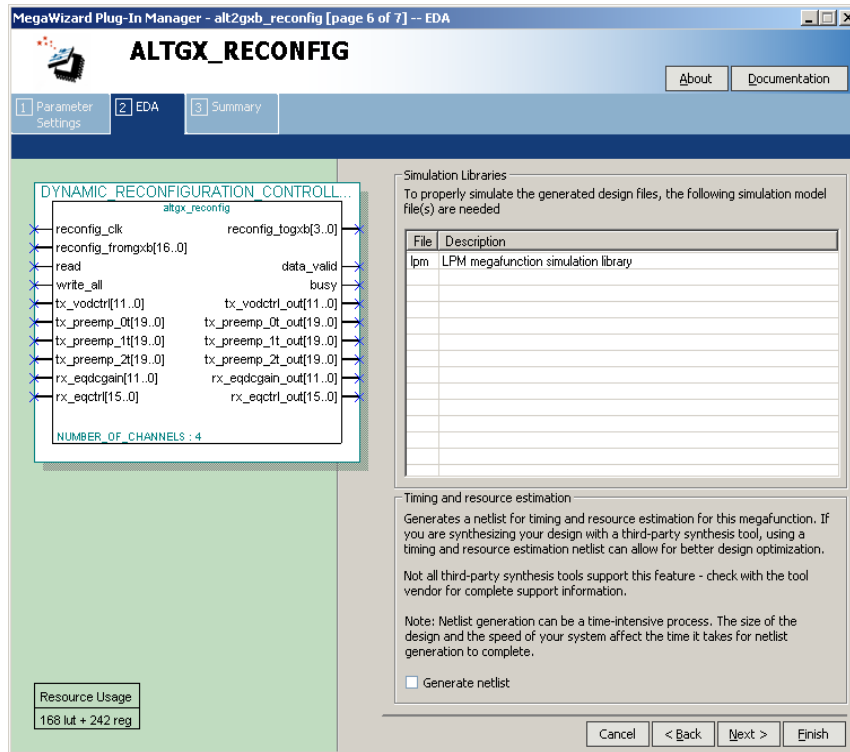 MegaWizard Plug-In Manager - alt2gxb_reconfig [page 6 of 7] -- EDA
ALTGX_RECONFIG
About
Documentation
1 Parameter Settings
2 EDA
3 Summary
DYNAMIC_RECONFIGURATION_CONTROLL...
altgx_reconfig
reconfig_clk reconfig_togxb[3..0]
reconfig_fromgxb[16..0]
read data_valid
write_all busy
tx_vodctrl[11..0] tx_vodctrl_out[11..0]
tx_preemp_0t[19..0] tx_preemp_0t_out[19..0]
tx_preemp_1t[19..0] tx_preemp_1t_out[19..0]
tx_preemp_2t[19..0] tx_preemp_2t_out[19..0]
rx_eqdcgain[11..0] rx_eqdcgain_out[11..0]
rx_eqctrl[15..0] rx_eqctrl_out[15..0]
NUMBER_OF_CHANNELS : 4
Resource Usage
168 lut + 242 reg
Simulation Libraries
To properly simulate the generated design files, the following simulation model
file(s) are needed
File Description
lpm LPM megafunction simulation library
Timing and resource estimation
Generates a netlist for timing and resource estimation for this megafunction. If
you are synthesizing your design with a third-party synthesis tool, using a
timing and resource estimation netlist can allow for better design optimization.
Not all third-party synthesis tools support this feature - check with the tool
vendor for complete support information.
Note: Netlist generation can be a time-intensive process. The size of the
design and the speed of your system affect the time it takes for netlist
generation to complete.
Generate netlist
Cancel
< Back
Next >
Finish